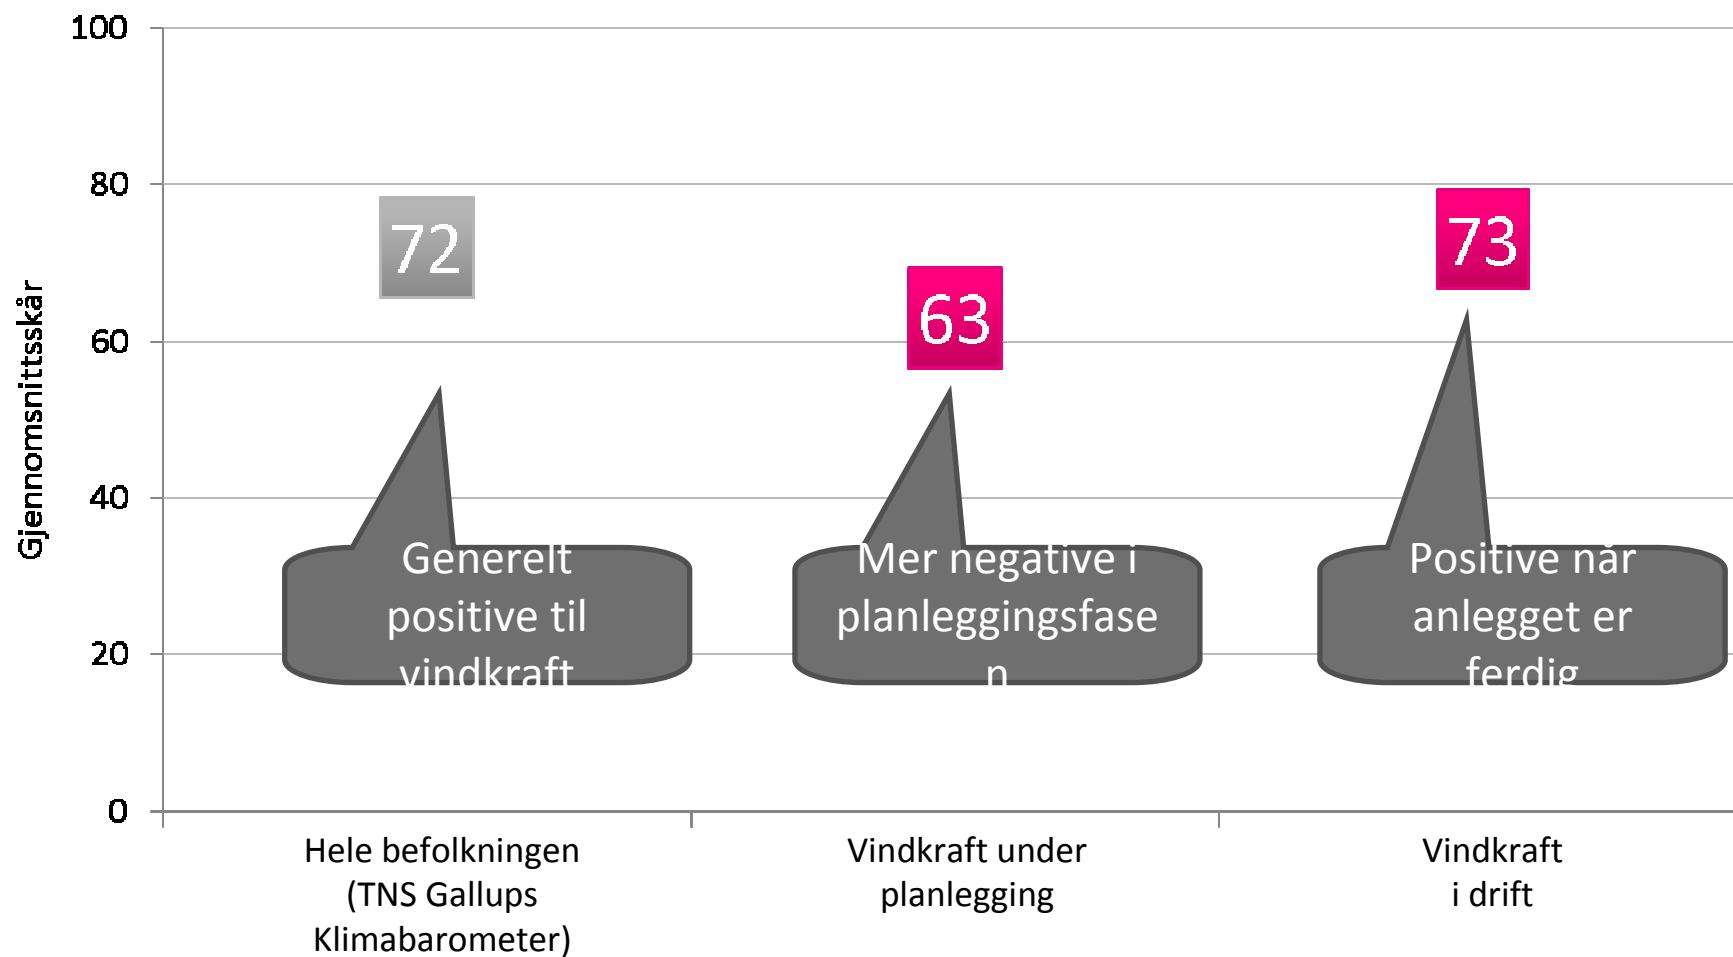 100
80
60
40
20
0
Gjennomsnittsskår
72
63
73
Generelt
positive til
vindkraft
Mer negative i
planleggingsfase
n
Positive når
anlegget er
ferdig
Hele befolkningen
(TNS Gallups
Klimabarometer)
Vindkraft under
planlegging
Vindkraft
i drift